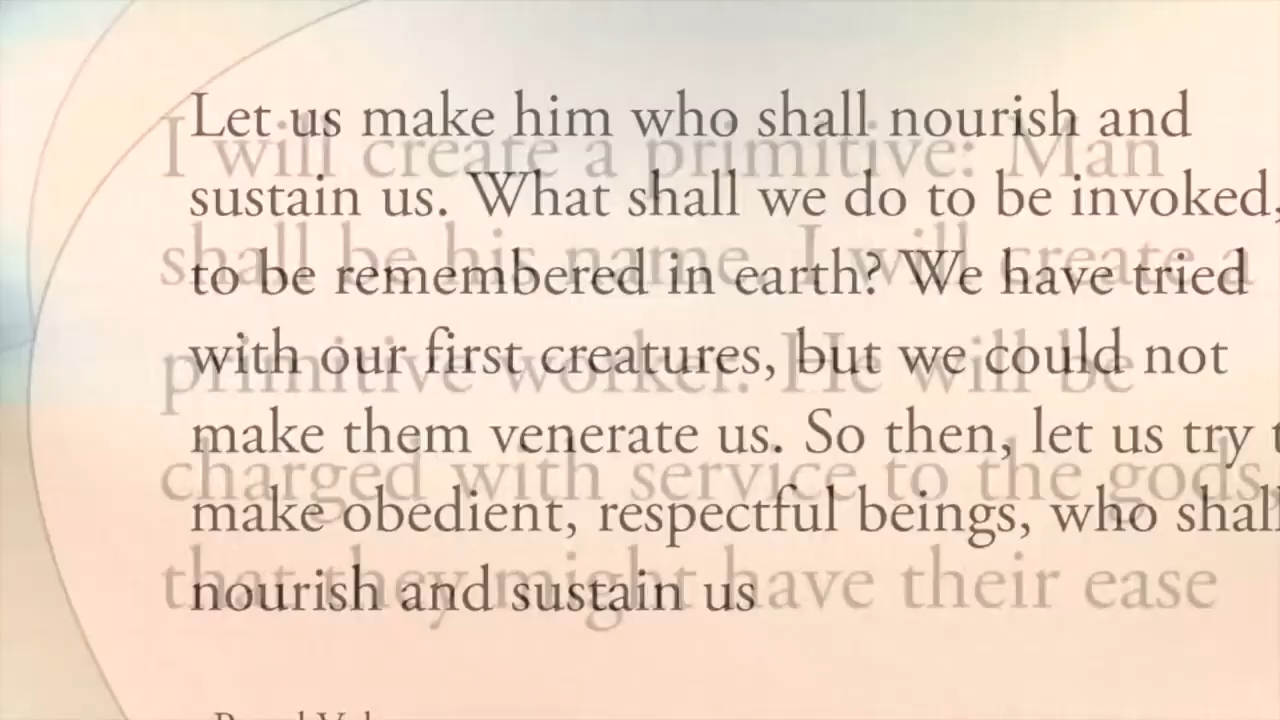 Let us make him who shall nourish and
sustain us. What shall we do to be invoked,
to be remembered in earth? We have tried
with our first creatures, but we could not
make them venerate us. So then, let us try t
make obedient, respectful beings, who shall
nourish and sustain us
I will create a primitive: Man
shall be his name. I will create a
primitive worker. He will be
charged with service to the gods,
that they might have their ease